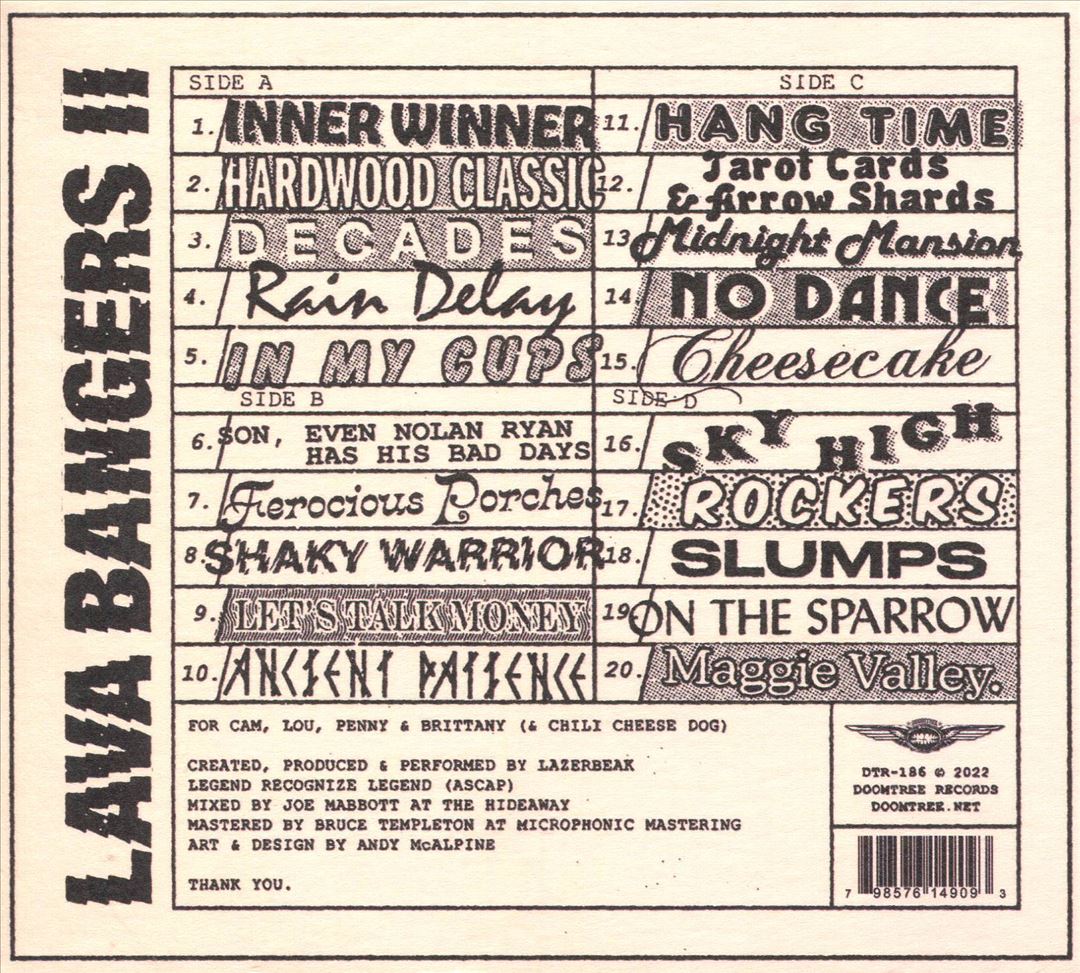 LAVA BANGERS II
SIDE A
1. INNER WINNER
2. HARDWOOD CLASSIC
3. DECADES
4. Rain Delay
5. IN MY CUPS
SIDE B
6. SON, EVEN NOLAN RYAN
HAS HIS BAD DAYS
7. Ferocious Porches
8. SHAKY WARRIOR
9. LET'S TALK MONEY
10. ANCIENT PATIENCE
SIDE C
11. HANG TIME
12. Tarot Cards
& Arrow Shards
13. Midnight Mansion
14. NO DANCE
15. Cheesecake
SIDE D
16. SKY HIGH
17. ROCKERS
18. SLUMPS
19. ON THE SPARROW
20. Maggie Valley.
FOR CAM, LOU, PENNY & BRITTANY (& CHILI CHEESE DOG)
CREATED, PRODUCED & PERFORMED BY LAZERBEAK
LEGEND RECOGNIZE LEGEND (ASCAP)
MIXED BY JOE MABBOTT AT THE HIDEAWAY
MASTERED BY BRUCE TEMPLETON AT MICROPHONIC MASTERING
ART & DESIGN BY ANDY McALPINE
THANK YOU.
DTR-186 © 2022
DOOMTREE RECORDS
DOOMTREE.NET
7 98576 14909 3